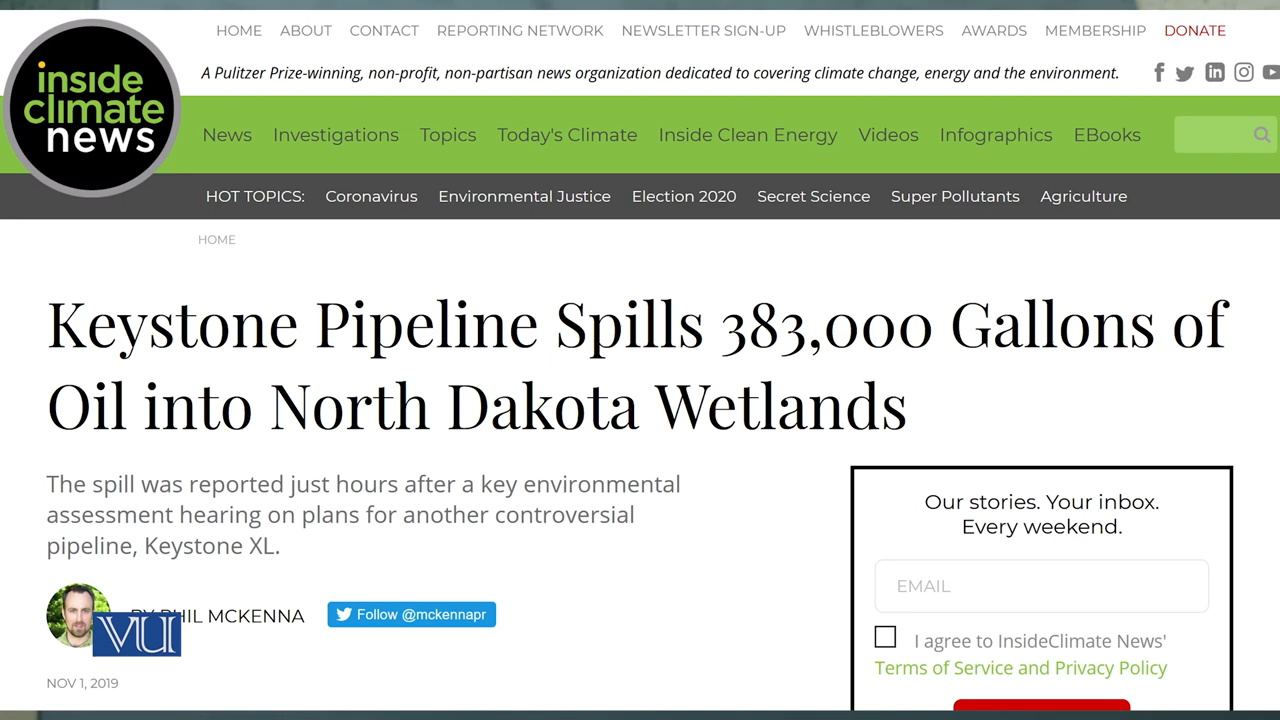 HOME ABOUT CONTACT REPORTING NETWORK NEWSLETTER SIGN-UP WHISTLEBLOWERS AWARDS MEMBERSHIP DONATE
A Pulitzer Prize-winning, non-profit, non-partisan news organization dedicated to covering climate change, energy and the environment.
inside
climate
news
News Investigations Topics Today's Climate Inside Clean Energy Videos Infographics EBooks
HOT TOPICS: Coronavirus Environmental Justice Election 2020 Secret Science Super Pollutants Agriculture
HOME
Keystone Pipeline Spills 383,000 Gallons of
Oil into North Dakota Wetlands
The spill was reported just hours after a key environmental
assessment hearing on plans for another controversial
pipeline, Keystone XL.
BY PHIL MCKENNA
Follow @mckennapr
VU
NOV 1, 2019
Our stories. Your inbox.
Every weekend.
EMAIL
I agree to InsideClimate News'
Terms of Service and Privacy Policy